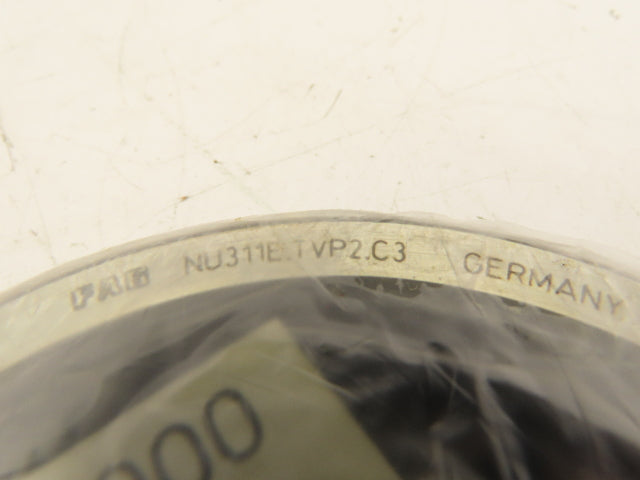 FAG NU311E.TVP2.C3 GERMANY
000